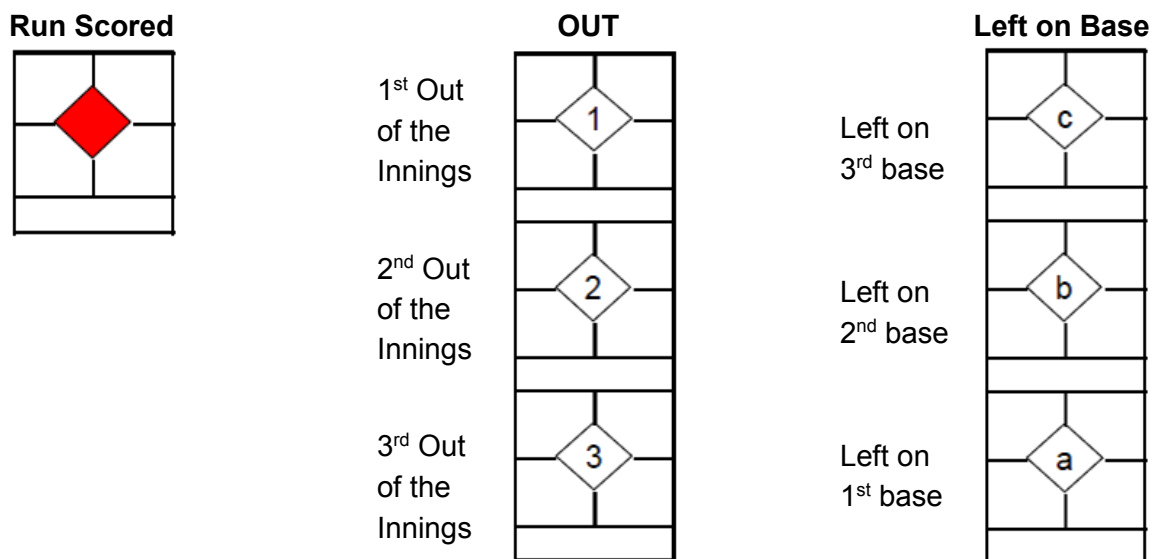 Run Scored
OUT
1st Out
of the
Innings
1
2nd Out
of the
Innings
2
3rd Out
of the
Innings
3
Left on Base
Left on
3rd base
c
Left on
2nd base
b
Left on
1st base
a